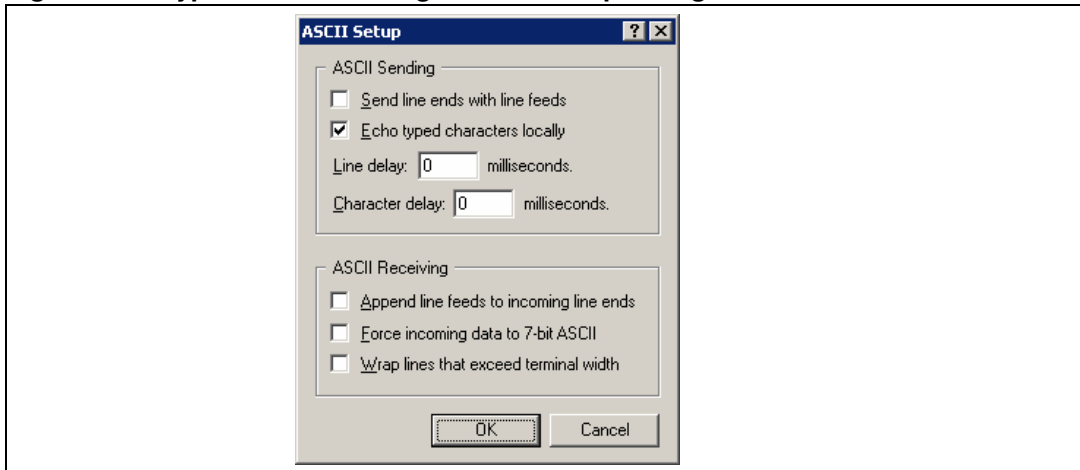 ASCII Setup
ASCII Sending
Send line ends with line feeds
Echo typed characters locally
Line delay: 0 milliseconds.
Character delay: 0 milliseconds.
ASCII Receiving
Append line feeds to incoming line ends
Force incoming data to 7-bit ASCII
Wrap lines that exceed terminal width
OK Cancel